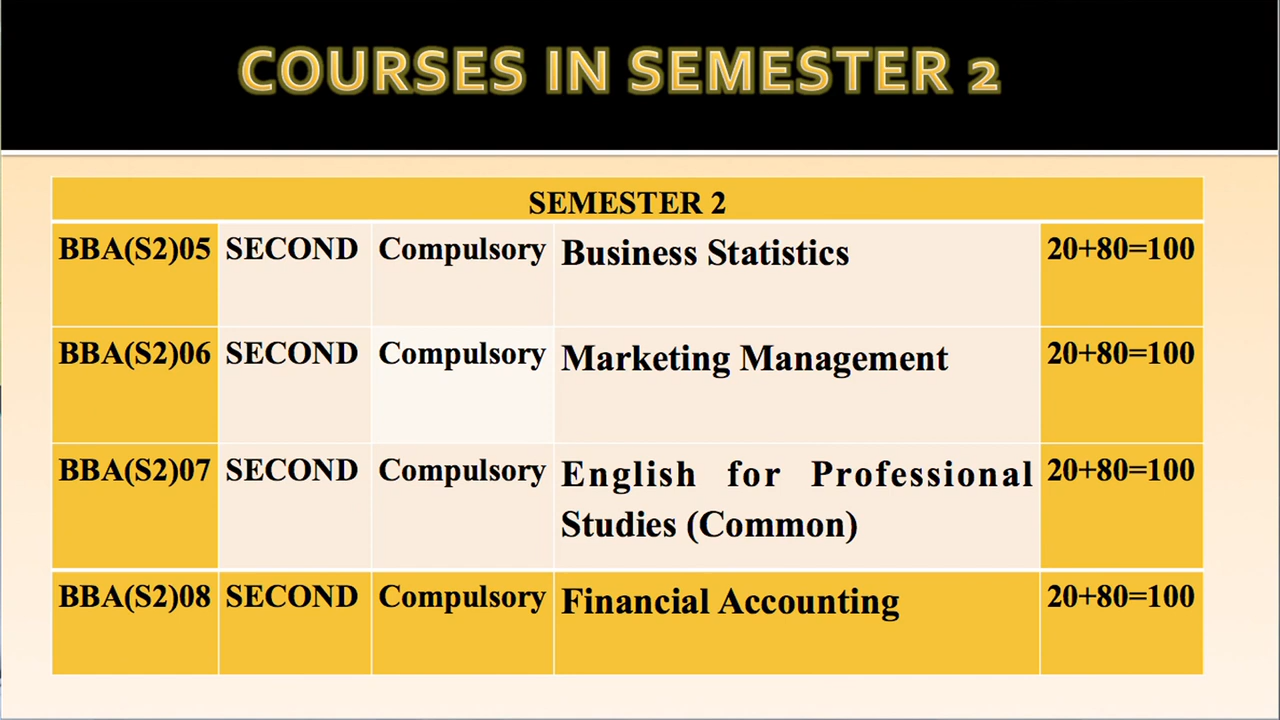 COURSES IN SEMESTER 2
SEMESTER 2
BBA(S2)05 SECOND Compulsory Business Statistics 20+80=100
BBA(S2)06 SECOND Compulsory Marketing Management 20+80=100
BBA(S2)07 SECOND Compulsory English for Professional 20+80=100
Studies (Common)
BBA(S2)08 SECOND Compulsory Financial Accounting 20+80=100